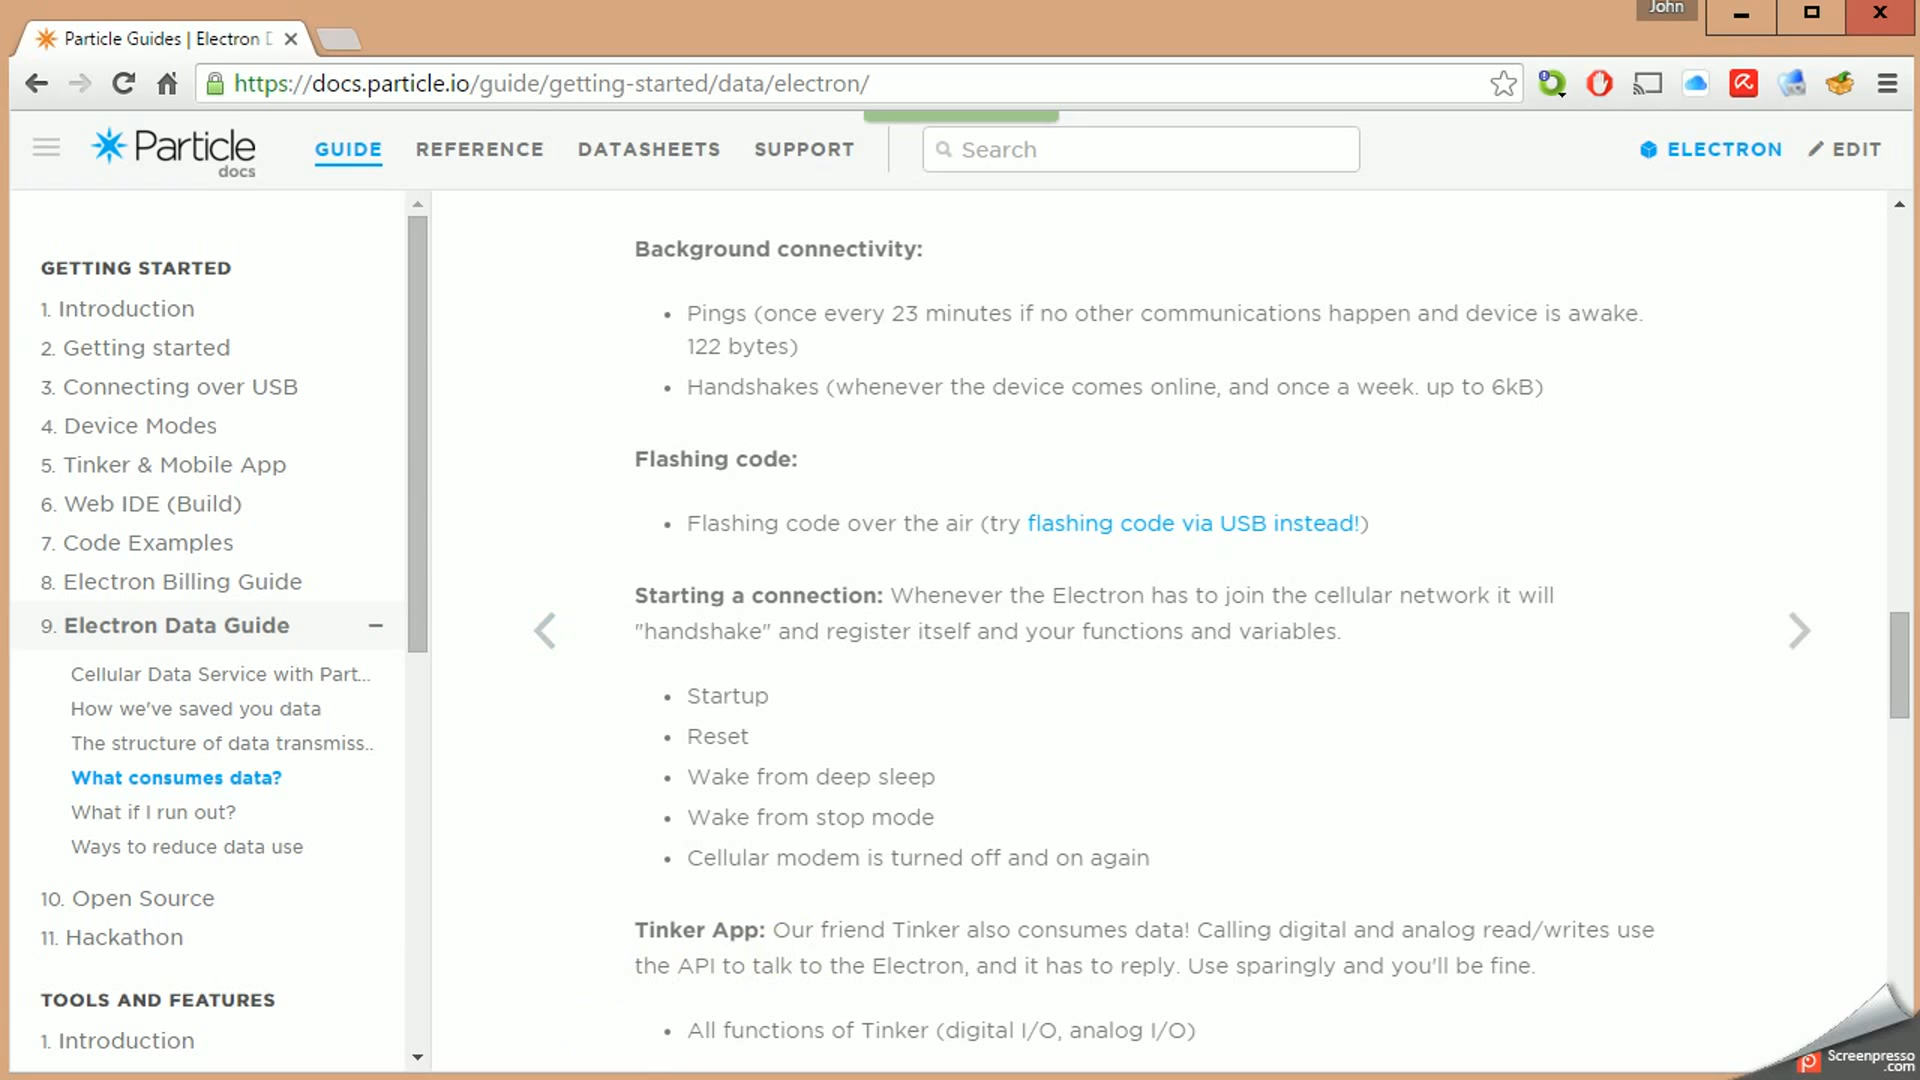 John
Particle Guides | Electron D
https://docs.particle.io/guide/getting-started/data/electron/
Particle docs
GUIDE REFERENCE DATASHEETS SUPPORT Search ELECTRON EDIT
GETTING STARTED
1. Introduction
2. Getting started
3. Connecting over USB
4. Device Modes
5. Tinker & Mobile App
6. Web IDE (Build)
7. Code Examples
8. Electron Billing Guide
9. Electron Data Guide
Cellular Data Service with Part...
How we've saved you data
The structure of data transmiss..
What consumes data?
What if I run out?
Ways to reduce data use
10. Open Source
11. Hackathon
TOOLS AND FEATURES
1. Introduction
Background connectivity:
• Pings (once every 23 minutes if no other communications happen and device is awake.
122 bytes)
• Handshakes (whenever the device comes online, and once a week. up to 6kB)
Flashing code:
• Flashing code over the air (try flashing code via USB instead!)
Starting a connection: Whenever the Electron has to join the cellular network it will
"handshake" and register itself and your functions and variables.
• Startup
• Reset
• Wake from deep sleep
• Wake from stop mode
• Cellular modem is turned off and on again
Tinker App: Our friend Tinker also consumes data! Calling digital and analog read/writes use
the API to talk to the Electron, and it has to reply. Use sparingly and you'll be fine.
• All functions of Tinker (digital I/O, analog I/O)
Screenpresso
.com